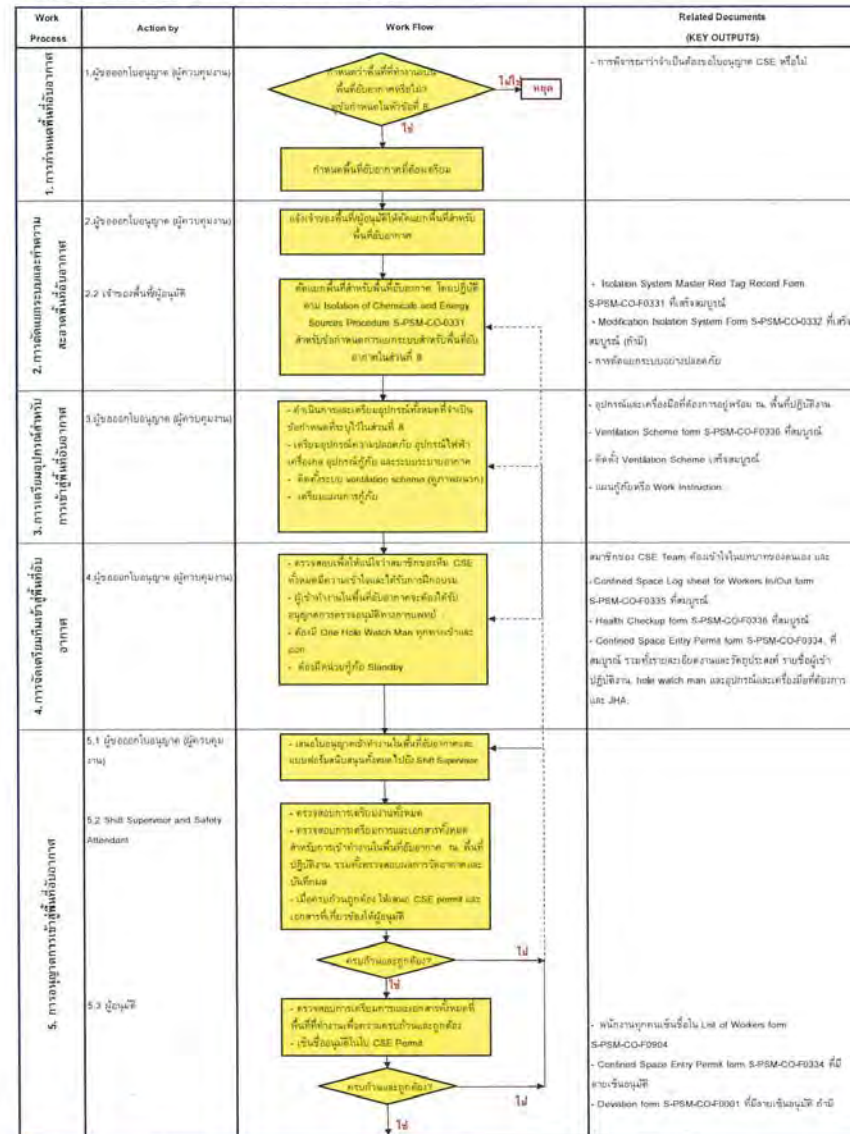 Work
Process
Action by
Work Flow
Related Documents
(KEY OUTPUTS)
1. การกำหนดพื้นที่อับอากาศ
1.ผู้ขอออกใบอนุญาต (ผู้ควบคุมงาน)
กำหนดว่าพื้นที่ที่ทำงานเป็น
พื้นที่อับอากาศหรือไม่?
ดูข้อกำหนดในหัวข้อที่ 8
ไม่ใช่
หยุด
ใช่
กำหนดพื้นที่อับอากาศที่ต้องเตรียม
- การพิจารณาว่าจำเป็นต้องขอใบอนุญาต CSE หรือไม่
2. การตัดแยกระบบและทำความ
สะอาดพื้นที่อับอากาศ
2.ผู้ขอออกใบอนุญาต (ผู้ควบคุมงาน)
แจ้งเจ้าของพื้นที่/ผู้อนุมัติให้ตัดแยกพื้นที่สำหรับ
พื้นที่อับอากาศ
2.2 เจ้าของพื้นที่/ผู้อนุมัติ
ตัดแยกพื้นที่สำหรับพื้นที่อับอากาศ โดยปฏิบัติ
ตาม Isolation of Chemicals and Energy
Sources Procedure S-PSM-CO-0331
สำหรับข้อกำหนดการแยกระบบสำหรับพื้นที่อับ
อากาศในส่วนที่ 8
- Isolation System Master Red Tag Record Form
S-PSM-CO-F0331 ที่เสร็จสมบูรณ์
- Modification Isolation System Form S-PSM-CO-0332 ที่เสร็จ
สมบูรณ์ (ถ้ามี)
- การตัดแยกระบบอย่างปลอดภัย
3. การเตรียมอุปกรณ์สำหรับ
การเข้าสู่พื้นที่อับอากาศ
3.ผู้ขอออกใบอนุญาต (ผู้ควบคุมงาน)
- ดำเนินการและเตรียมอุปกรณ์ทั้งหมดที่จำเป็น
ข้อกำหนดที่ระบุไว้ในส่วนที่ 8
- เตรียมอุปกรณ์ความปลอดภัย อุปกรณ์ไฟฟ้า
เครื่องกล อุปกรณ์กู้ภัย และระบบระบายอากาศ
- ติดตั้งระบบ ventilation scheme (ดูภาพผนวก)
- เตรียมแผนการกู้ภัย
- อุปกรณ์และเครื่องมือที่ต้องการอยู่พร้อม ณ. พื้นที่ปฏิบัติงาน
- Ventilation Scheme form S-PSM-CO-F0336 ที่สมบูรณ์
- ติดตั้ง Ventilation Scheme เสร็จสมบูรณ์
- แผนกู้ภัยหรือ Work Instruction
4. การจัดเตรียมทีมเข้าสู่พื้นที่อับ
อากาศ
4.ผู้ขอออกใบอนุญาต (ผู้ควบคุมงาน)
- ตรวจสอบเพื่อให้แน่ใจว่าสมาชิกของทีม CSE
ทั้งหมดมีความเข้าใจและได้รับการฝึกอบรม
- ผู้เข้าทำงานในพื้นที่อับอากาศจะต้องได้รับ
อนุญาตการตรวจอนุมัติทางการแพทย์
- ต้องมี One Hole Watch Man ทุกทางเข้าและ
ออก
- ต้องมีหน่วยกู้ภัย Standby
สมาชิกของ CSE Team ต้องเข้าใจในบทบาทของตนเอง และ
- Confined Space Log sheet for Workers In/Out form
S-PSM-CO-F0335 ที่สมบูรณ์
- Health Checkup form S-PSM-CO-F0336 ที่สมบูรณ์
- Confined Space Entry Permit form S-PSM-CO-F0334, ที่
สมบูรณ์ รวมทั้งรายละเอียดงานและวัตถุประสงค์ รายชื่อผู้เข้า
ปฏิบัติงาน, hole watch man และอุปกรณ์และเครื่องมือที่ต้องการ
และ JHA.
5. การอนุญาตการเข้าสู่พื้นที่อับอากาศ
5.1 ผู้ขอออกใบอนุญาต (ผู้ควบคุม
งาน)
- เสนอใบอนุญาตเข้าทำงานในพื้นที่อับอากาศและ
แบบฟอร์มสนับสนุนทั้งหมดไปยัง Shift Supervisor
5.2 Shift Supervisor and Safety
Attendant
- ตรวจสอบการเตรียมงานทั้งหมด
- ตรวจสอบการเตรียมการและเอกสารทั้งหมด
สำหรับการเข้าทำงานในพื้นที่อับอากาศ ณ. พื้นที่
ปฏิบัติงาน รวมทั้งตรวจสอบผลการวัดอากาศและ
บันทึกผล
- เมื่อครบถ้วนถูกต้อง ให้เสนอ CSE permit และ
เอกสารที่เกี่ยวข้องให้ผู้อนุมัติ
ครบถ้วนและถูกต้อง?
ไม่
ใช่
5.3 ผู้อนุมัติ
- ตรวจสอบการเตรียมการและเอกสารทั้งหมดที่
พื้นที่ที่ทำงานเพื่อความครบถ้วนและถูกต้อง
- เซ็นชื่ออนุมัติในใบ CSE Permit
ครบถ้วนและถูกต้อง?
ไม่
ใช่
- พนักงานทุกคนเซ็นชื่อใน List of Workers form
S-PSM-CO-F0904
- Confined Space Entry Permit form S-PSM-CO-F0334 ที่มี
ลายเซ็นอนุมัติ
- Deviation form S-PSM-CO-F0001 ที่มีลายเซ็นอนุมัติ ถ้ามี